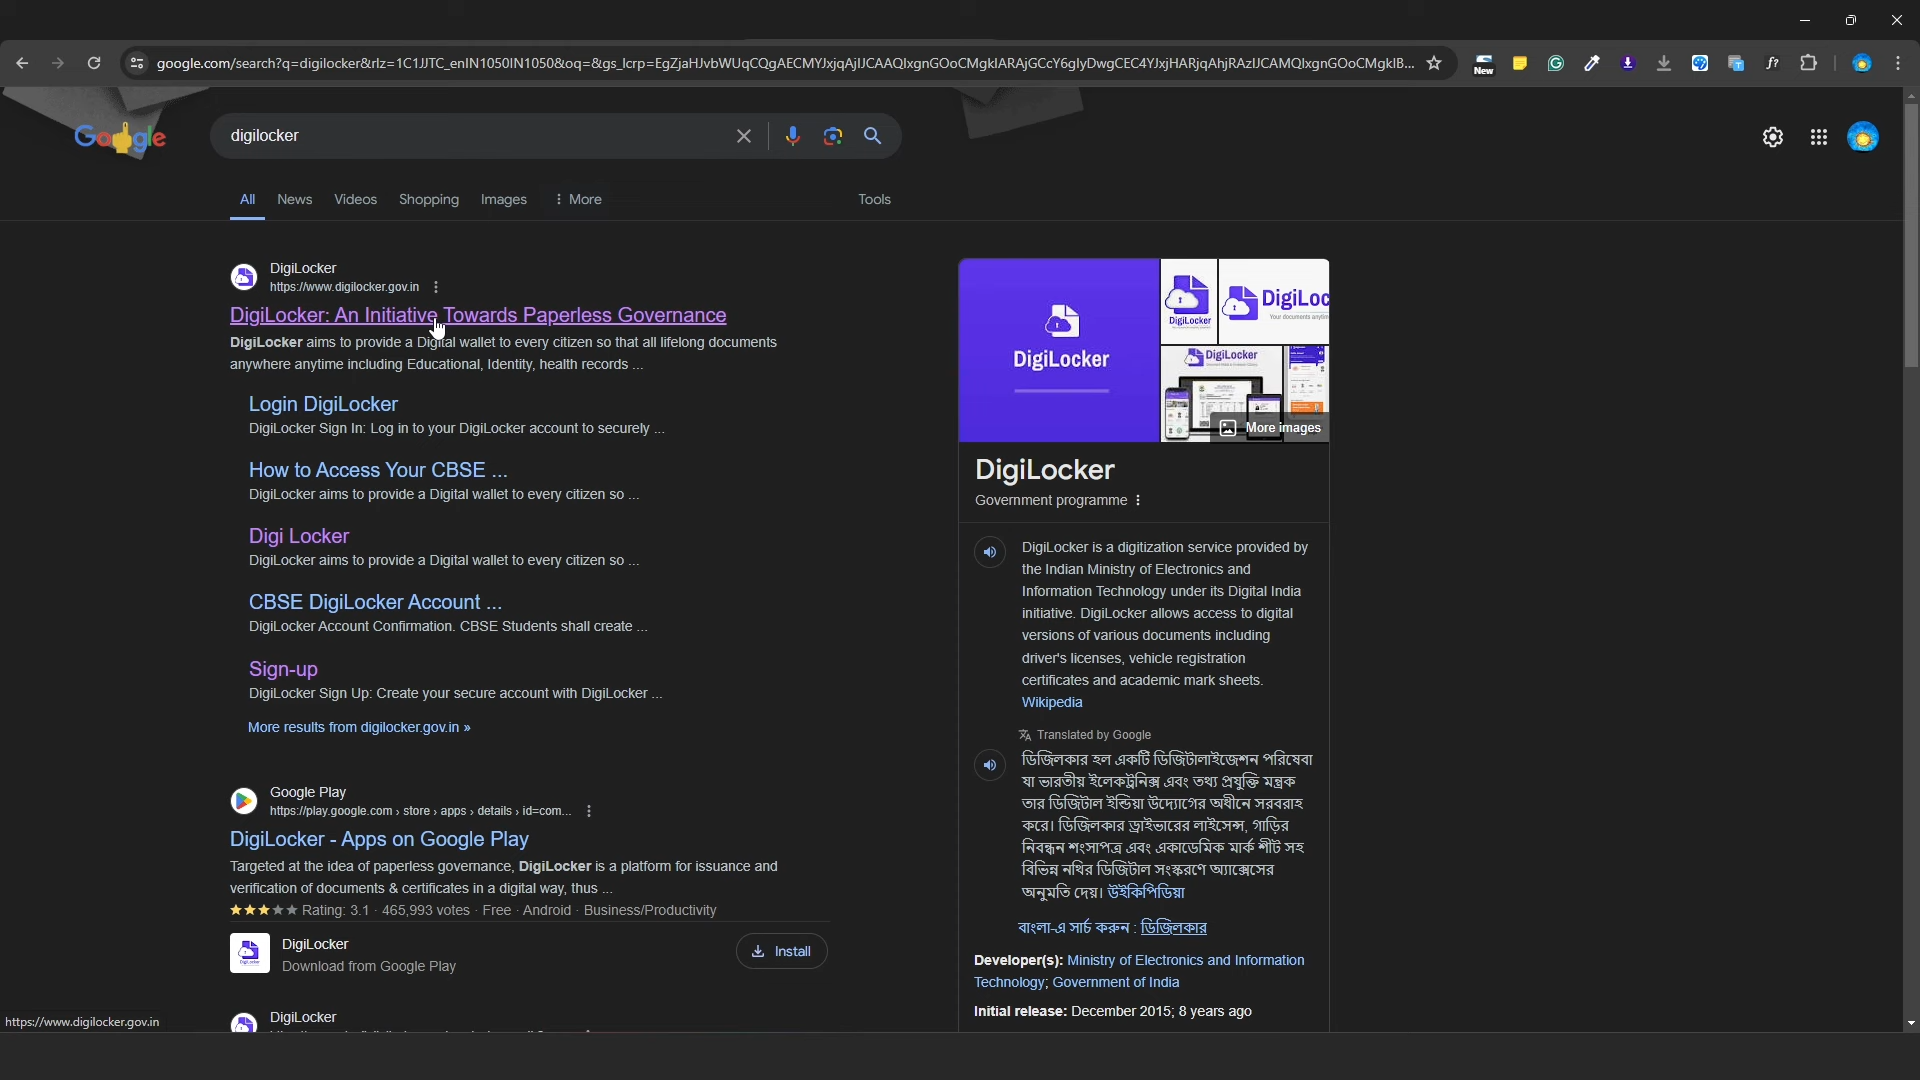 google.com/search?q=digilocker&rlz=1C1JJTC_enIN1050IN1050&oq=&gs_lcrp=EgZjaHJvbWUqCQgAECMYJxjqAjIJCAAQIxgnGOoCMgkIARAjGCcY6gIyDwgCEC4YJxjHARjqAhjRAzIJCAMQIxgnGOoCMgkIB...
New
Google
digilocker
All
News
Videos
Shopping
Images
More
Tools
DigiLocker
https://www.digilocker.gov.in
DigiLocker: An Initiative Towards Paperless Governance
DigiLocker aims to provide a Digital wallet to every citizen so that all lifelong documents
anywhere anytime including Educational, Identity, health records ...
Login DigiLocker
DigiLocker Sign In: Log in to your DigiLocker account to securely ...
How to Access Your CBSE ...
DigiLocker aims to provide a Digital wallet to every citizen so ...
Digi Locker
DigiLocker aims to provide a Digital wallet to every citizen so ...
CBSE DigiLocker Account ...
DigiLocker Account Confirmation. CBSE Students shall create ...
Sign-up
DigiLocker Sign Up: Create your secure account with DigiLocker ...
More results from digilocker.gov.in »
Google Play
https://play.google.com › store › apps › details › id=com...
DigiLocker - Apps on Google Play
Targeted at the idea of paperless governance, DigiLocker is a platform for issuance and
verification of documents & certificates in a digital way, thus ...
Rating: 3.1 · 465,993 votes · Free · Android · Business/Productivity
DigiLocker
Download from Google Play
Install
DigiLocker
https://www.digilocker.gov.in
DigiLocker
DigiLocker
DigiLoc
Your documents anytim
DigiLocker
More images
DigiLocker
Government programme
DigiLocker is a digitization service provided by
the Indian Ministry of Electronics and
Information Technology under its Digital India
initiative. DigiLocker allows access to digital
versions of various documents including
driver's licenses, vehicle registration
certificates and academic mark sheets.
Wikipedia
Translated by Google
ডিজিলকার হল একটি ডিজিটালাইজেশন পরিষেবা
যা ভারতীয় ইলেকট্রনিক্স এবং তথ্য প্রযুক্তি মন্ত্রক
তার ডিজিটাল ইন্ডিয়া উদ্যোগের অধীনে সরবরাহ
করে। ডিজিলকার ড্রাইভারের লাইসেন্স, গাড়ির
নিবন্ধন শংসাপত্র এবং একাডেমিক মার্ক শীট সহ
বিভিন্ন নথির ডিজিটাল সংস্করণে অ্যাক্সেসের
অনুমতি দেয়। উইকিপিডিয়া
বাংলা-এ সার্চ করুন : ডিজিলকার
Developer(s): Ministry of Electronics and Information
Technology; Government of India
Initial release: December 2015; 8 years ago